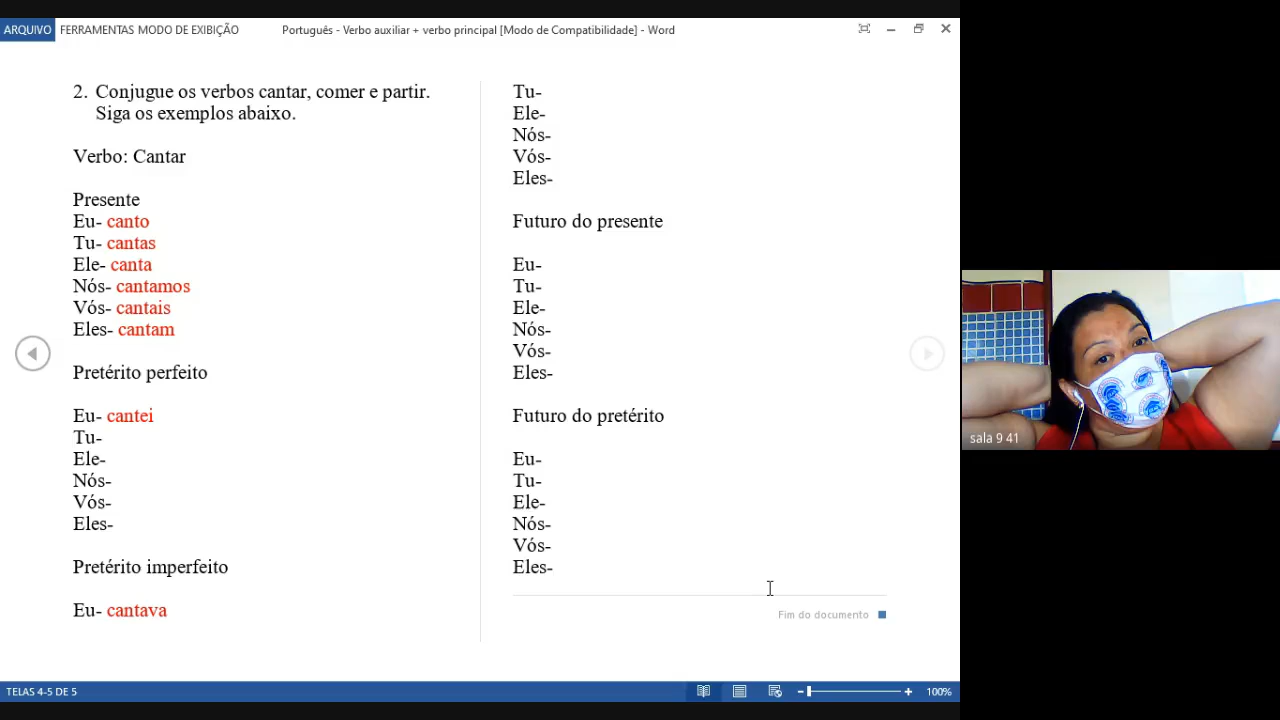 ARQUIVO FERRAMENTAS MODO DE EXIBIÇÃO Português - Verbo auxiliar + verbo principal [Modo de Compatibilidade] - Word
2. Conjugue os verbos cantar, comer e partir.
Siga os exemplos abaixo.
Verbo: Cantar
Presente
Eu- canto
Tu- cantas
Ele- canta
Nós- cantamos
Vós- cantais
Eles- cantam
Pretérito perfeito
Eu- cantei
Tu-
Ele-
Nós-
Vós-
Eles-
Pretérito imperfeito
Eu- cantava
Tu-
Ele-
Nós-
Vós-
Eles-
Futuro do presente
Eu-
Tu-
Ele-
Nós-
Vós-
Eles-
Futuro do pretérito
Eu-
Tu-
Ele-
Nós-
Vós-
Eles-
Fim do documento
sala 9 41
TELAS 4-5 DE 5
100%